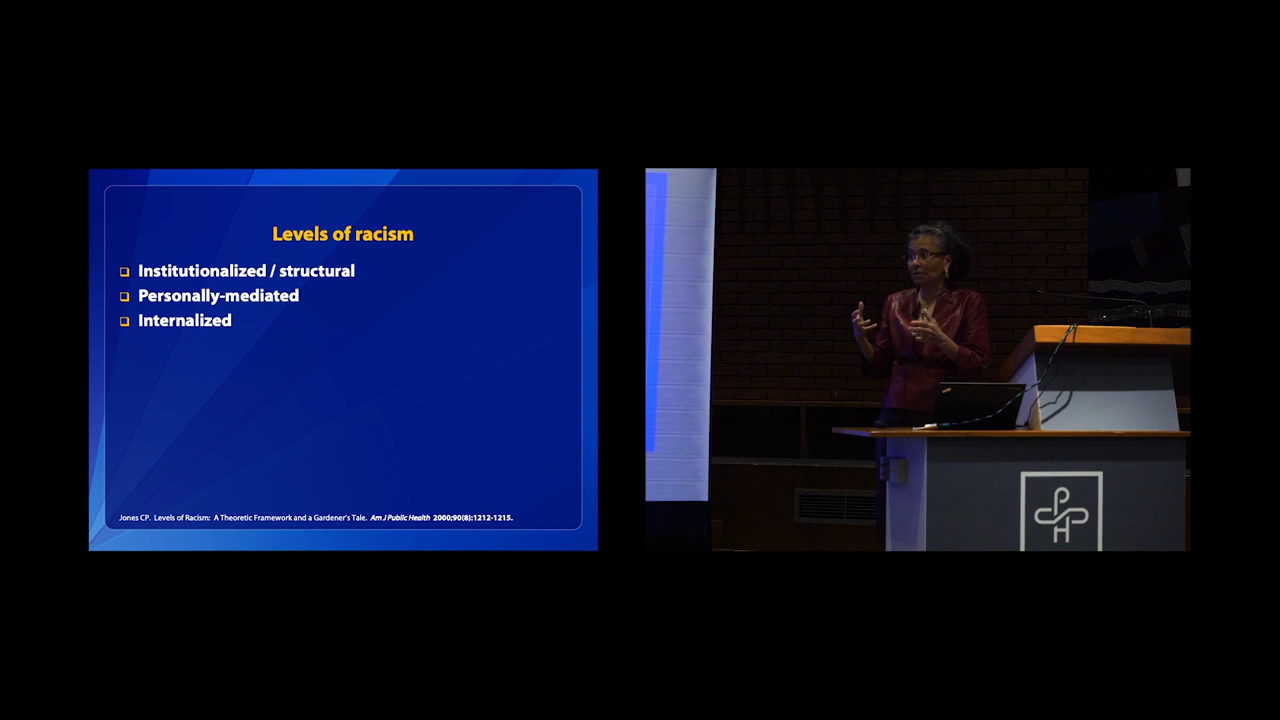 Levels of racism
Institutionalized / structural
Personally-mediated
Internalized
Jones CP. Levels of Racism: A Theoretic Framework and a Gardener's Tale. Am J Public Health 2000;90(8):1212-1215.
P
H